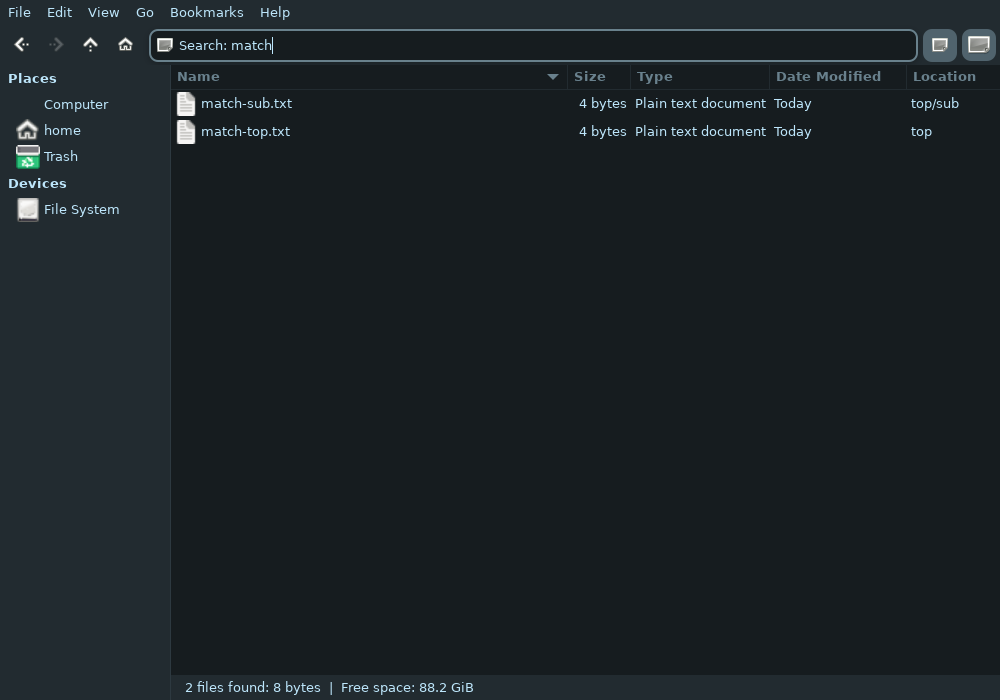 File Edit View Go Bookmarks Help
Search: match
Places
Computer
home
Trash
Devices
File System
Name Size Type Date Modified Location
match-sub.txt 4 bytes Plain text document Today top/sub
match-top.txt 4 bytes Plain text document Today top
2 files found: 8 bytes | Free space: 88.2 GiB